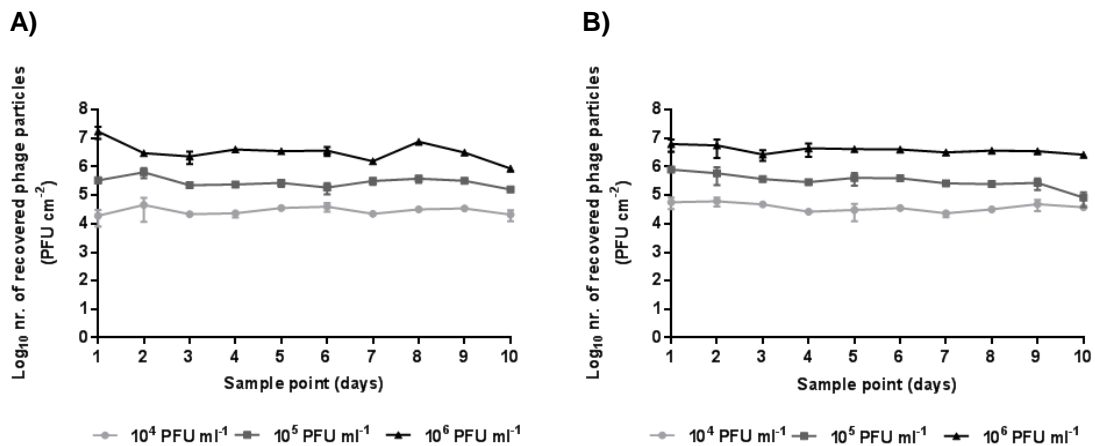 A)
B)
Log₁₀ nr. of recovered phage particles
(PFU cm⁻²)
8
7
6
5
4
3
2
1
0
1 2 3 4 5 6 7 8 9 10
Sample point (days)
10⁴ PFU ml⁻¹ 10⁵ PFU ml⁻¹ 10⁶ PFU ml⁻¹
Log₁₀ nr. of recovered phage particles
(PFU cm⁻²)
8
7
6
5
4
3
2
1
0
1 2 3 4 5 6 7 8 9 10
Sample point (days)
10⁴ PFU ml⁻¹ 10⁵ PFU ml⁻¹ 10⁶ PFU ml⁻¹